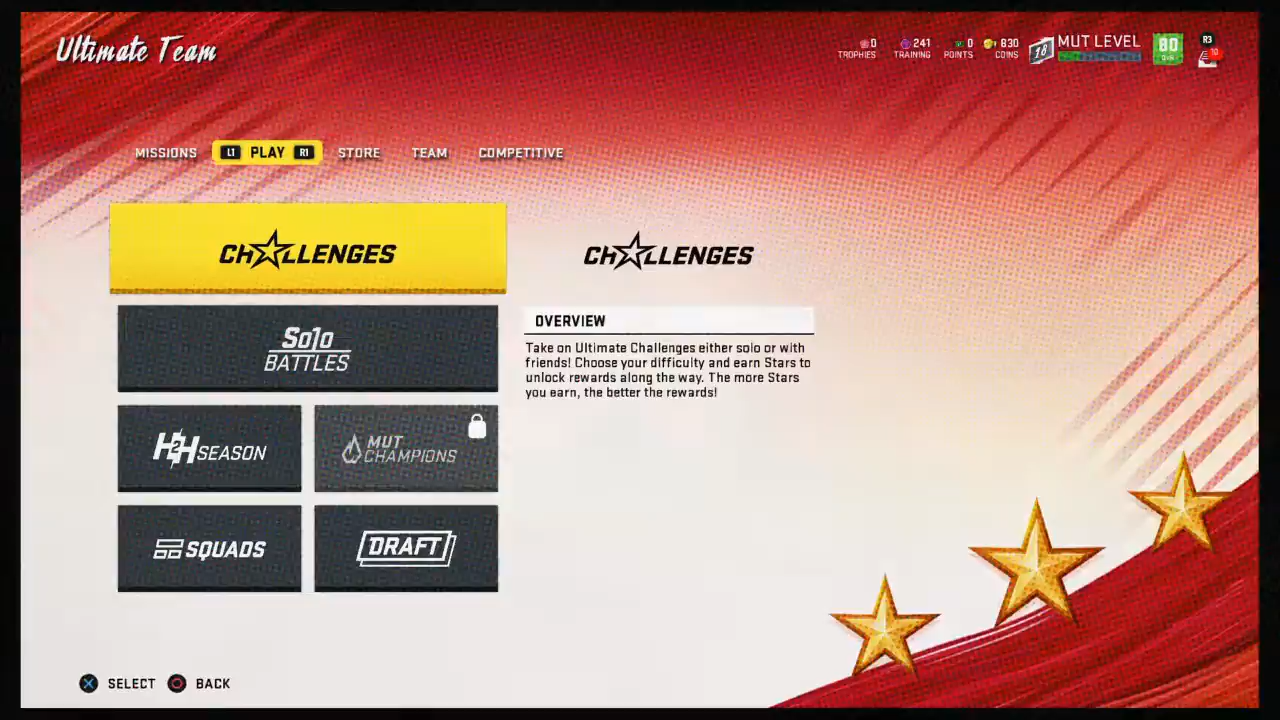 Ultimate Team
0 TROPHIES
241 TRAINING
0 POINTS
830 COINS
18
MUT LEVEL
80 OVR
R3
10
MISSIONS L1 PLAY R1 STORE TEAM COMPETITIVE
CHALLENGES
Solo
BATTLES
H2H SEASON
MUT
CHAMPIONS
SQUADS
DRAFT
CHALLENGES
OVERVIEW
Take on Ultimate Challenges either solo or with
friends! Choose your difficulty and earn Stars to
unlock rewards along the way. The more Stars
you earn, the better the rewards!
SELECT BACK